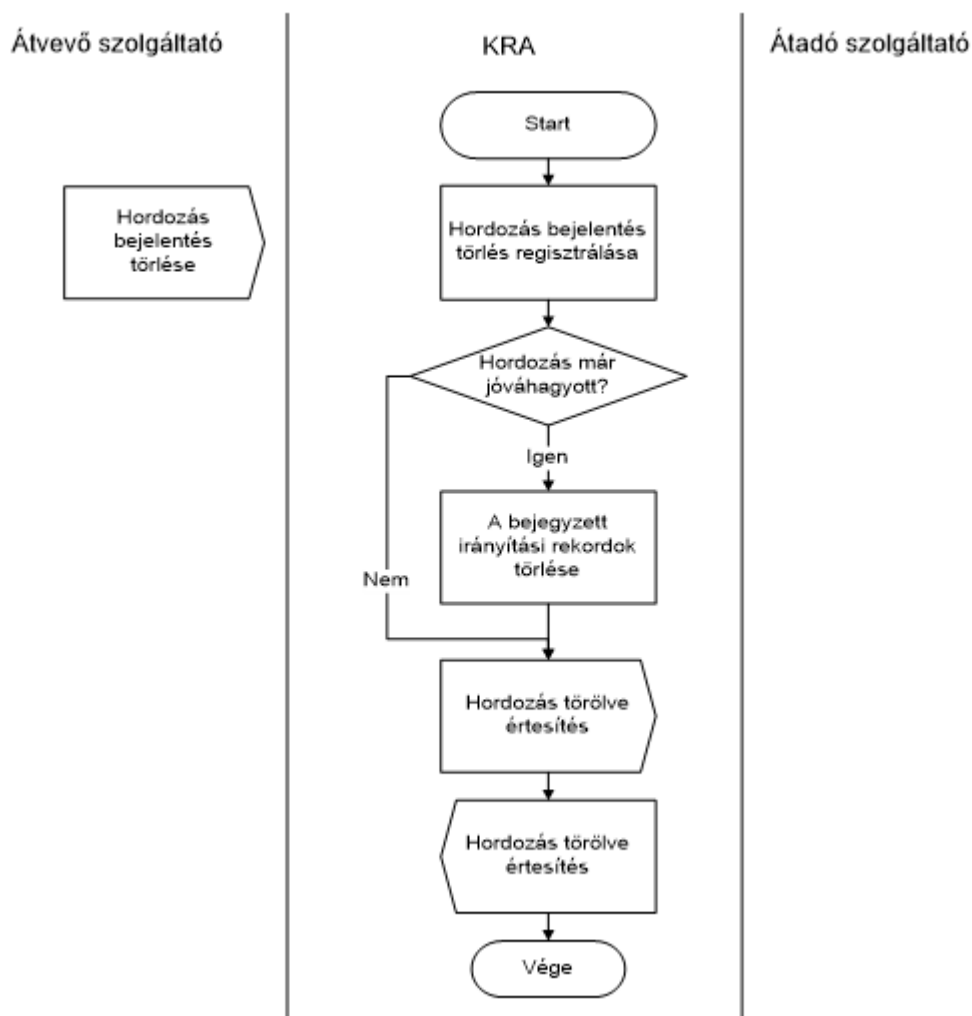 Átvevő szolgáltató
KRA
Átadó szolgáltató
Start
Hordozás
bejelentés
törlése
Hordozás bejelentés
törlés regisztrálása
Hordozás már
jóváhagyott?
Igen
A bejegyzett
irányítási rekordok
törlése
Nem
Hordozás törölve
értesítés
Hordozás törölve
értesítés
Vége